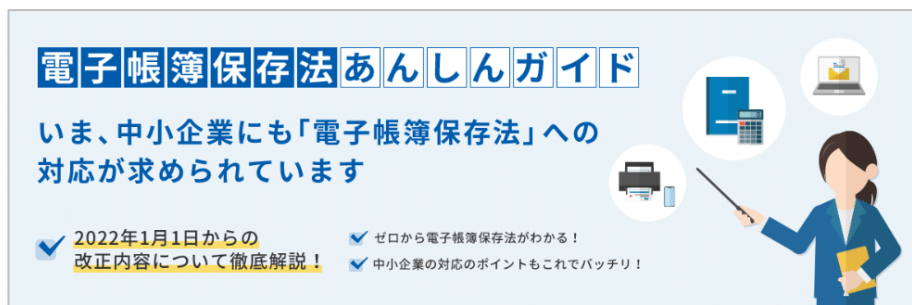 電子帳簿保存法あんしんガイド
いま、中小企業にも「電子帳簿保存法」への
対応が求められています
2022年1月1日からの
改正内容について徹底解説！
ゼロから電子帳簿保存法がわかる！
中小企業の対応のポイントもこれでバッチリ！